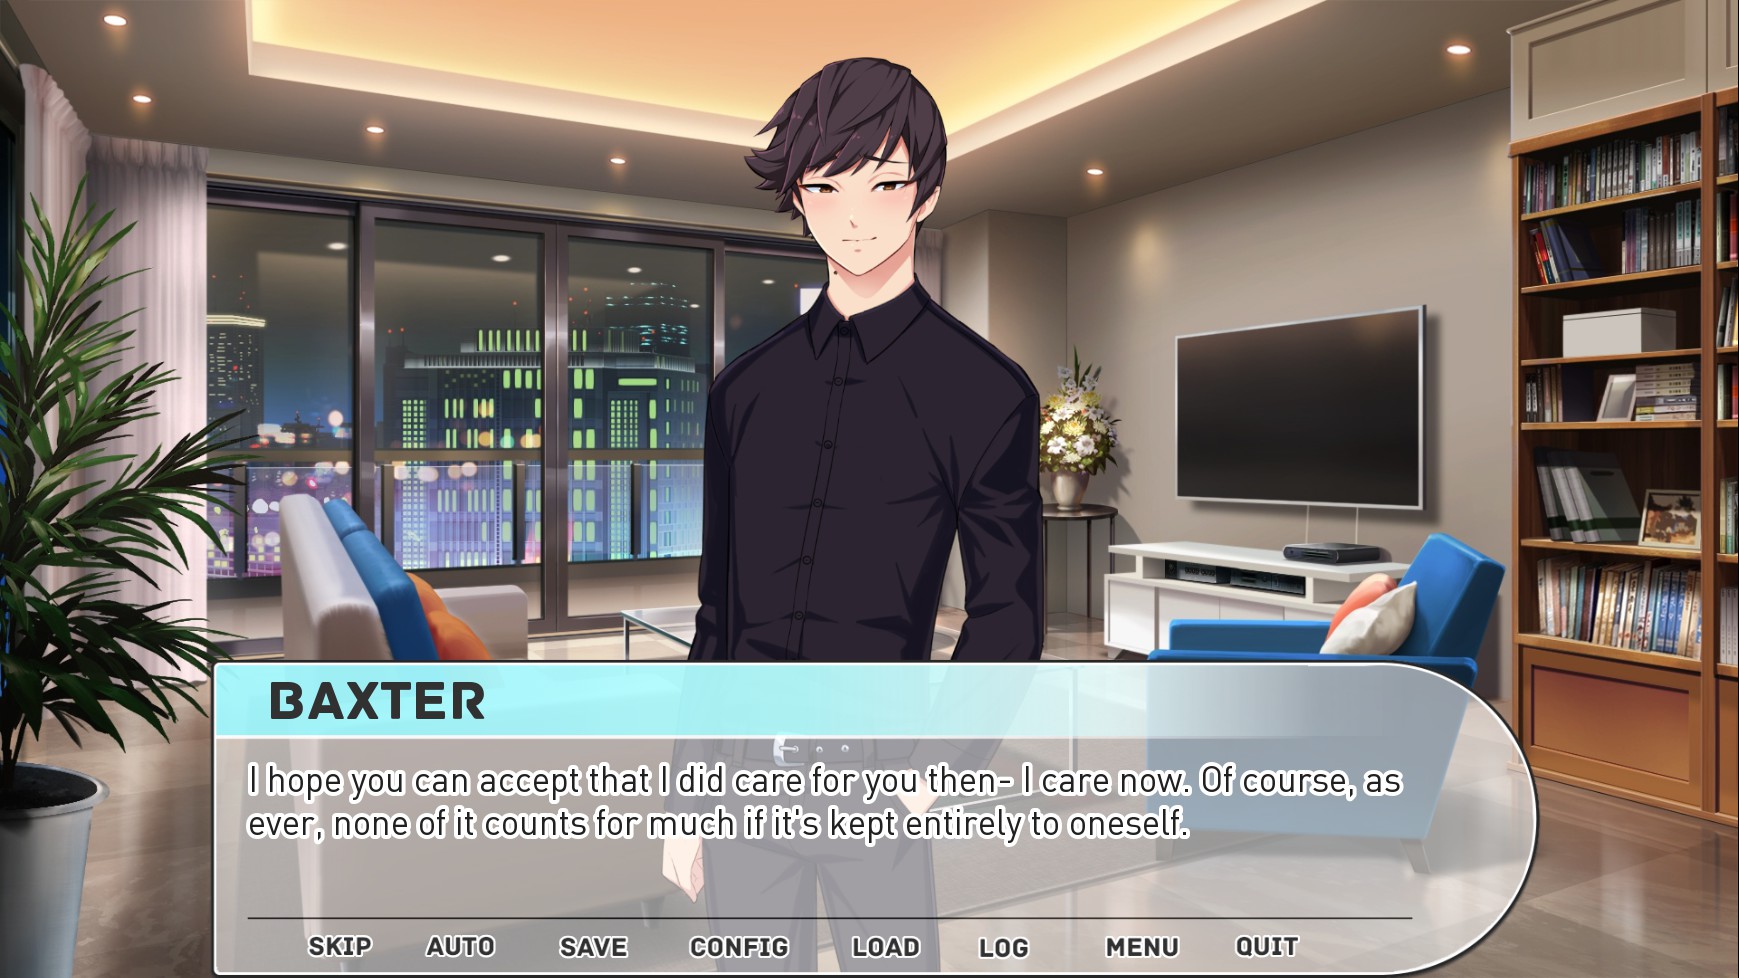 BAXTER
I hope you can accept that I did care for you then- I care now. Of course, as
ever, none of it counts for much if it's kept entirely to oneself.
SKIP AUTO SAVE CONFIG LOAD LOG MENU QUIT